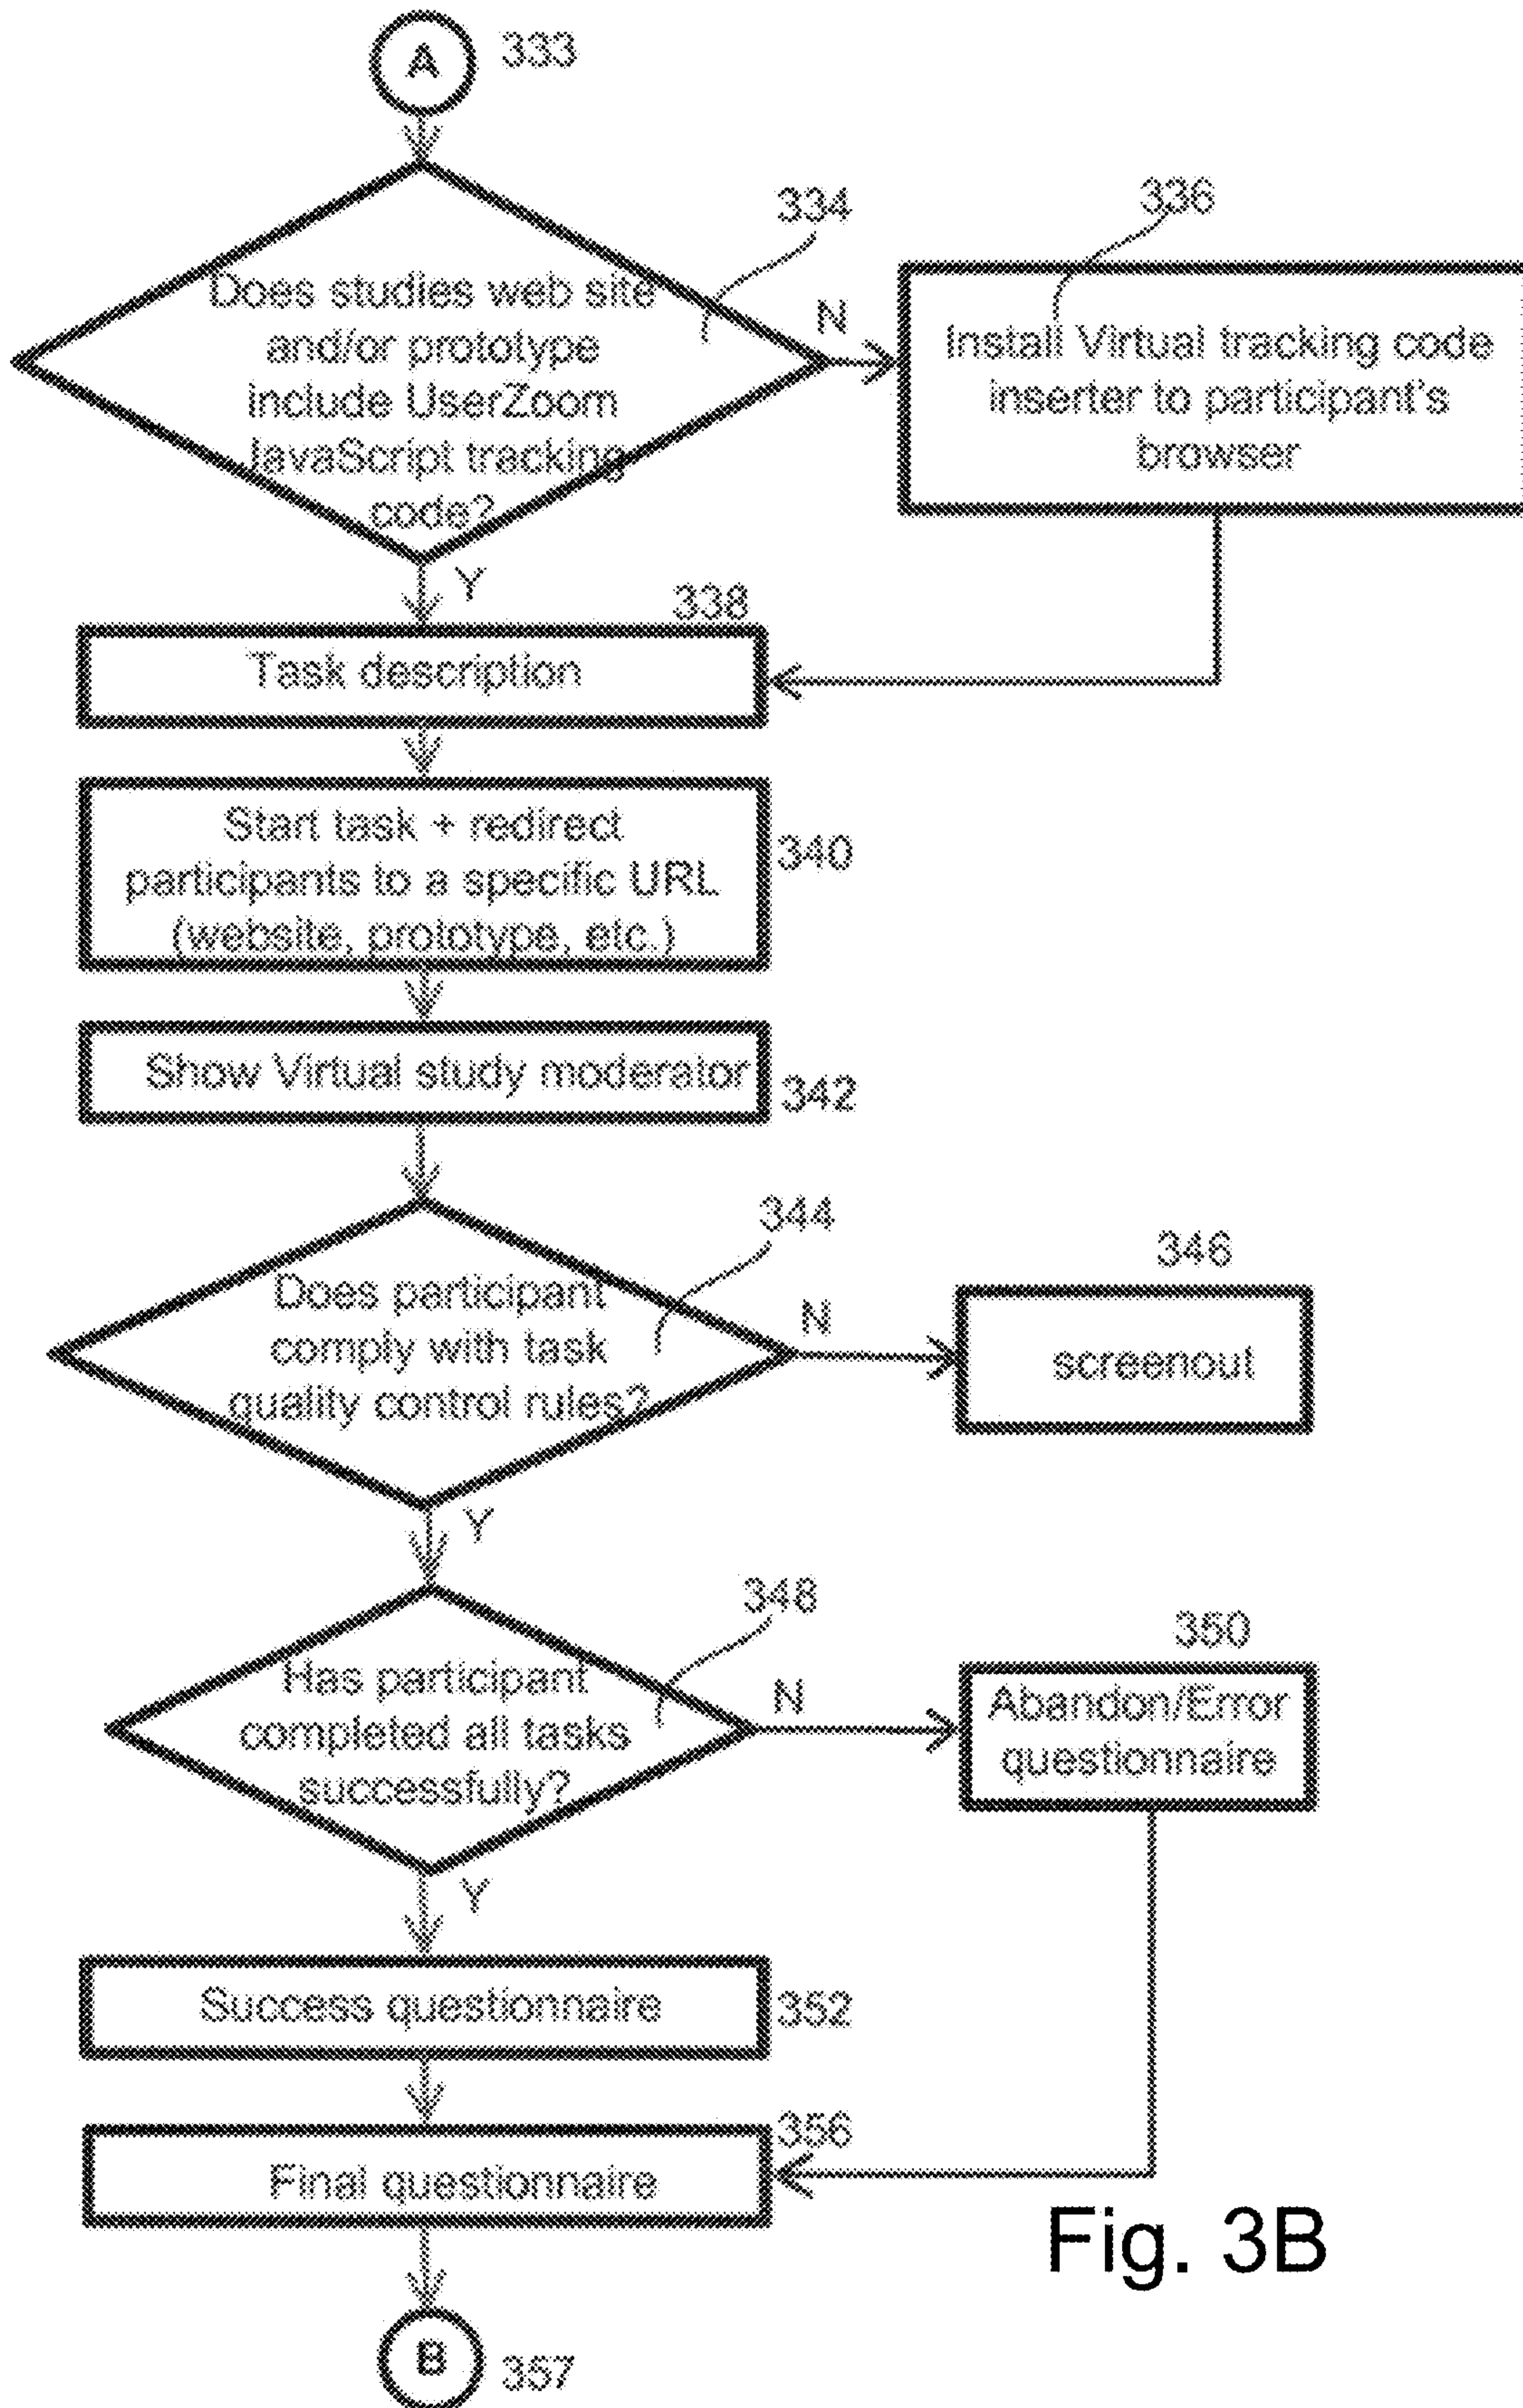 A
333
334
336
Does studies web site
and/or prototype
include UserZoom
JavaScript tracking
code?
N
Install Virtual tracking code
inserter to participant's
browser
Y
338
Task description
Start task + redirect
participants to a specific URL
(website, prototype, etc.)
340
Show Virtual study moderator
342
344
Does participant
comply with task
quality control rules?
N
346
screenout
Y
348
Has participant
completed all tasks
successfully?
N
350
Abandon/Error
questionnaire
Y
Success questionnaire
352
356
Final questionnaire
Fig. 3B
B
357